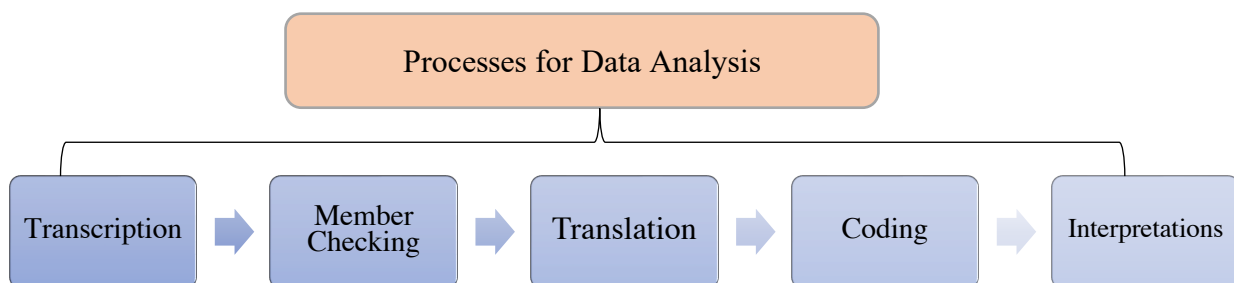 Processes for Data Analysis
Transcription
Member
Checking
Translation
Coding
Interpretations